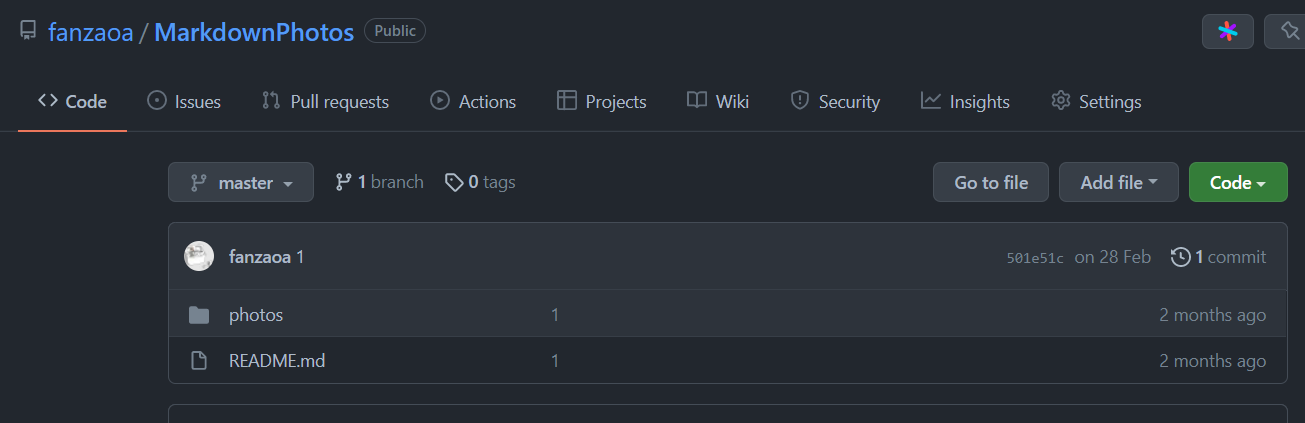 fanzaoa / MarkdownPhotos Public
Code Issues Pull requests Actions Projects Wiki Security Insights Settings
master 1 branch 0 tags Go to file Add file Code
fanzaoa 1 501e51c on 28 Feb 1 commit
photos 1 2 months ago
README.md 1 2 months ago